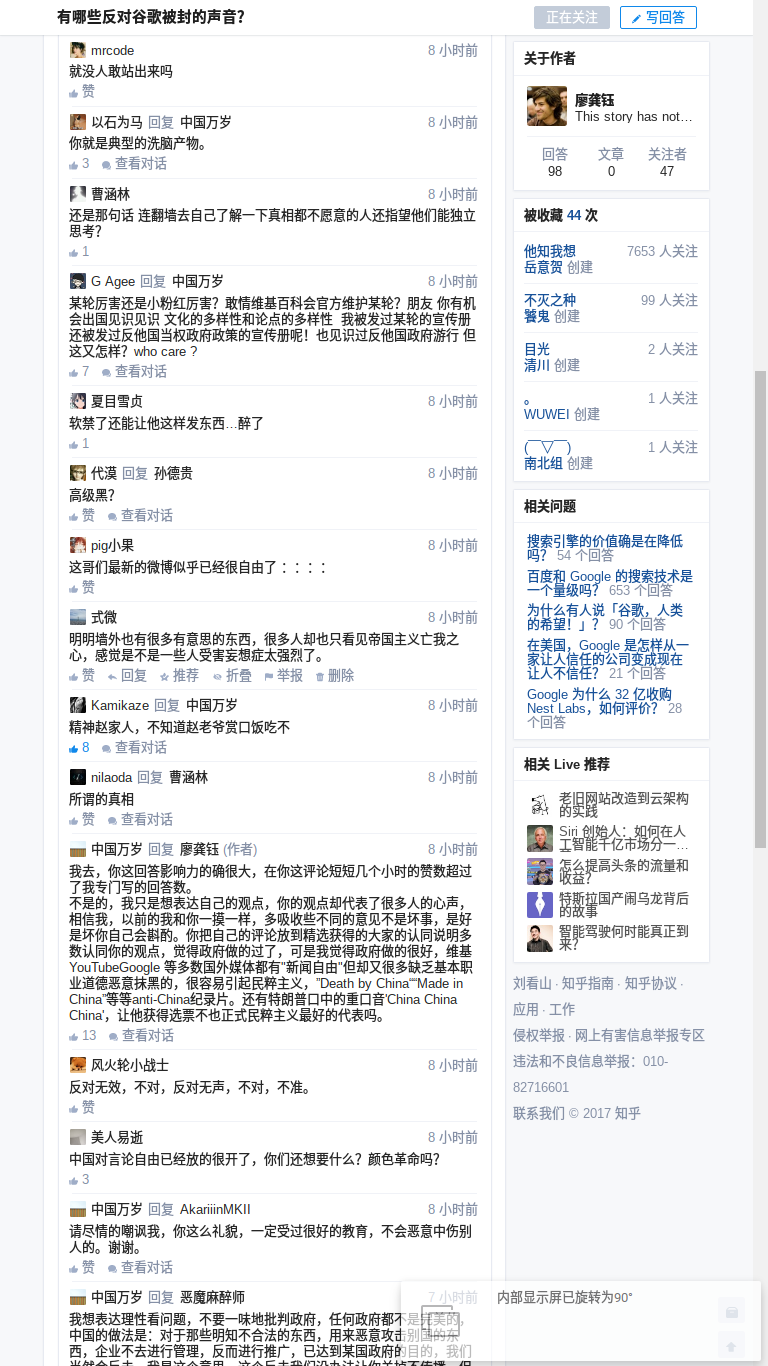 有哪些反对谷歌被封的声音？
正在关注
写回答
mrcode
8 小时前
就没人敢站出来吗
赞
以石为马 回复 中国万岁
8 小时前
你就是典型的洗脑产物。
3 查看对话
曹涵林
8 小时前
还是那句话 连翻墙去自己了解一下真相都不愿意的人还指望他们能独立
思考？
1
G Agee 回复 中国万岁
8 小时前
某轮厉害还是小粉红厉害？敢情维基百科会官方维护某轮？朋友 你有机
会出国见识见识 文化的多样性和论点的多样性 我被发过某轮的宣传册
还被发过反他国当权政府政策的宣传册呢！也见识过反他国政府游行 但
这又怎样？who care ?
7 查看对话
夏目雪贞
8 小时前
软禁了还能让他这样发东西…醉了
1
代漠 回复 孙德贵
8 小时前
高级黑？
赞 查看对话
pig小果
8 小时前
这哥们最新的微博似乎已经很自由了：：：：
赞
式微
8 小时前
明明墙外也有很多有意思的东西，很多人却也只看见帝国主义亡我之
心，感觉是不是一些人受害妄想症太强烈了。
赞 回复 推荐 折叠 举报 删除
Kamikaze 回复 中国万岁
8 小时前
精神赵家人，不知道赵老爷赏口饭吃不
8 查看对话
nilaoda 回复 曹涵林
8 小时前
所谓的真相
赞 查看对话
中国万岁 回复 廖龚钰 (作者)
8 小时前
我去，你这回答影响力的确很大，在你这评论短短几个小时的赞数超过
了我专门写的回答数。
不是的，我只是想表达自己的观点，你的观点却代表了很多人的心声，
相信我，以前的我和你一摸一样，多吸收些不同的意见不是坏事，是好
是坏你自己会斟酌。你把自己的评论放到精选获得的大家的认同说明多
数认同你的观点，觉得政府做的过了，可是我觉得政府做的很好，维基
YouTubeGoogle 等多数国外媒体都有"新闻自由"但却又很多缺乏基本职
业道德恶意抹黑的，很容易引起民粹主义，”Death by China““Made in
China”等等anti-China纪录片。还有特朗普口中的重口音'China China
China'，让他获得选票不也正式民粹主义最好的代表吗。
13 查看对话
风火轮小战士
8 小时前
反对无效，不对，反对无声，不对，不准。
赞
美人易逝
8 小时前
中国对言论自由已经放的很开了，你们还想要什么？颜色革命吗？
3
中国万岁 回复 AkariiinMKII
8 小时前
请尽情的嘲讽我，你这么礼貌，一定受过很好的教育，不会恶意中伤别
人的。谢谢。
赞 查看对话
中国万岁 回复 恶魔麻醉师
7 小时前
我想表达理性看问题，不要一味地批判政府，任何政府都不是完美的，
中国的做法是：对于那些明知不合法的东西，用来恶意攻击别国的东
西，企业不去进行管理，反而进行推广，已达到某国政府的目的，我们
关于作者
廖龚钰
This story has not…
回答
98
文章
0
关注者
47
被收藏 44 次
他知我想
7653 人关注
岳意贺 创建
不灭之种
99 人关注
饕鬼 创建
目光
2 人关注
清川 创建
。
1 人关注
WUWEI 创建
(￣▽￣)
1 人关注
南北组 创建
相关问题
搜索引擎的价值确是在降低
吗？ 54 个回答
百度和 Google 的搜索技术是
一个量级吗？ 653 个回答
为什么有人说「谷歌，人类
的希望！」？ 90 个回答
在美国，Google 是怎样从一
家让人信任的公司变成现在
让人不信任？ 21 个回答
Google 为什么 32 亿收购
Nest Labs，如何评价？ 28
个回答
相关 Live 推荐
老旧网站改造到云架构
的实践
Siri 创始人：如何在人
工智能千亿市场分一…
怎么提高头条的流量和
收益？
特斯拉国产闹乌龙背后
的故事
智能驾驶何时能真正到
来？
刘看山 · 知乎指南 · 知乎协议 ·
应用 · 工作
侵权举报 · 网上有害信息举报专区
违法和不良信息举报：010-
82716601
联系我们 © 2017 知乎
内部显示屏已旋转为90°